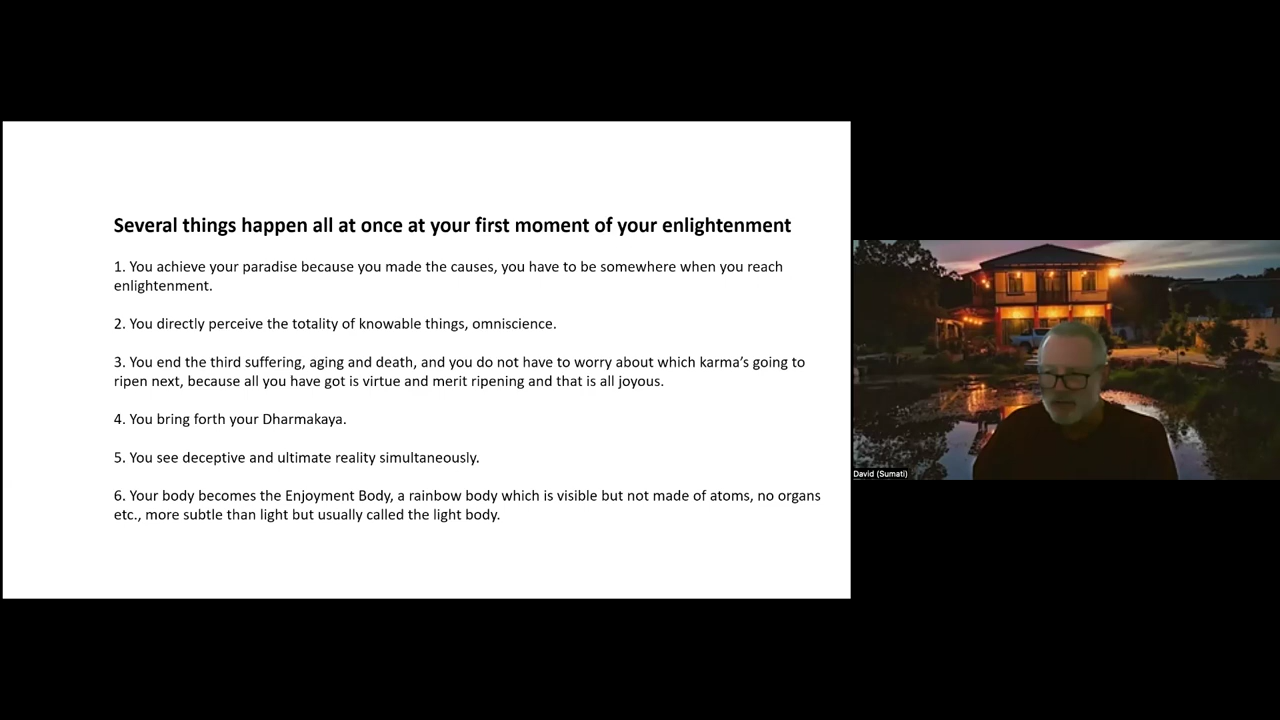 Several things happen all at once at your first moment of your enlightenment
1. You achieve your paradise because you made the causes, you have to be somewhere when you reach
enlightenment.
2. You directly perceive the totality of knowable things, omniscience.
3. You end the third suffering, aging and death, and you do not have to worry about which karma’s going to
ripen next, because all you have got is virtue and merit ripening and that is all joyous.
4. You bring forth your Dharmakaya.
5. You see deceptive and ultimate reality simultaneously.
6. Your body becomes the Enjoyment Body, a rainbow body which is visible but not made of atoms, no organs
etc., more subtle than light but usually called the light body.
David (Sumati)